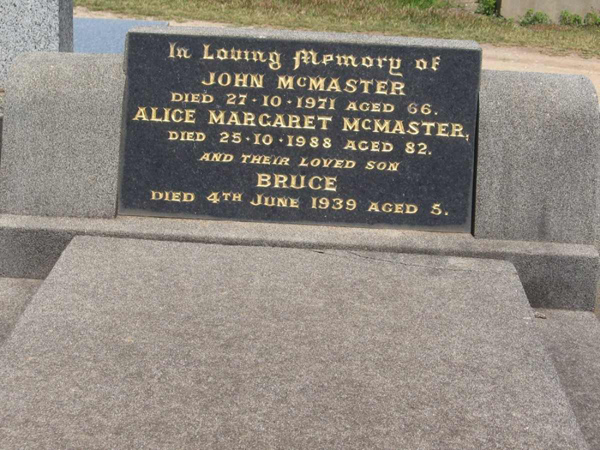 In Loving Memory of
JOHN McMASTER
DIED 27·10·1971 AGED 66.
ALICE MARGARET McMASTER,
DIED 25·10·1988 AGED 82.
AND THEIR LOVED SON
BRUCE
DIED 4TH JUNE 1939 AGED 5.